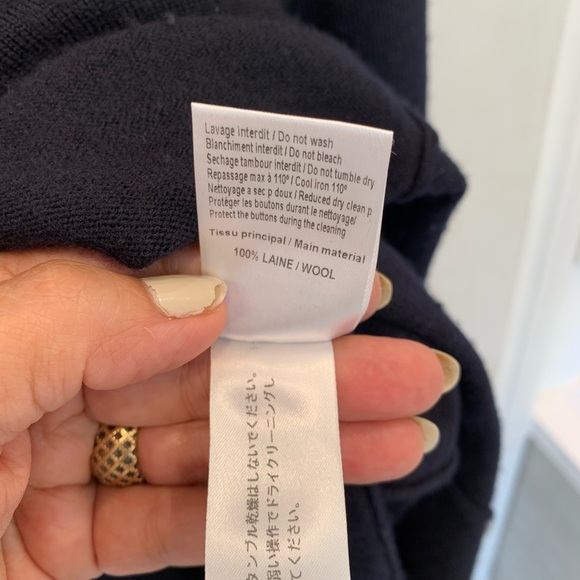 Lavage interdit / Do not wash
Blanchiment interdit / Do not bleach
Sechage tambour interdit / Do not tumble dry
Repassage max à 110° / Cool iron 110°
Nettoyage a sec p doux / Reduced dry clean p
Protéger les boutons durant le nettoyage/
Protect the buttons during the cleaning
Tissu principal / Main material
100% LAINE / WOOL
タンブル乾燥はしないでください。
弱い操作でドライクリーニングし
てください。